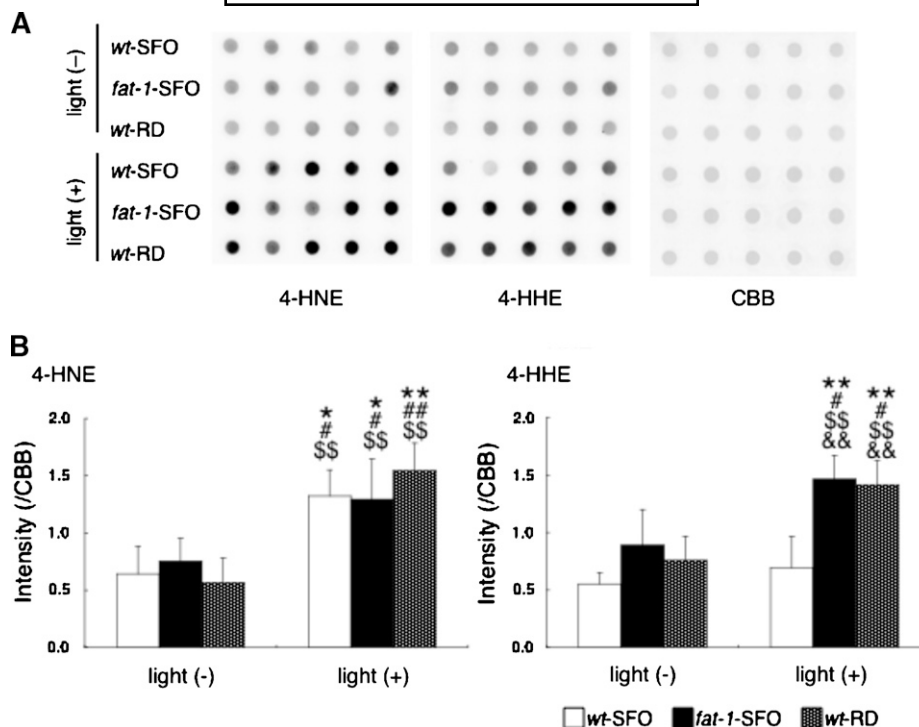 A
light (–)
wt-SFO
fat-1-SFO
wt-RD
light (+)
wt-SFO
fat-1-SFO
wt-RD
4-HNE
4-HHE
CBB
B
4-HNE
Intensity (/CBB)
2.0
1.5
1.0
0.5
0.0
*
#
$$
*
#
$$
**
##
$$
light (-)
light (+)
4-HHE
Intensity (/CBB)
2.0
1.5
1.0
0.5
0.0
**
#
$$
&&
**
#
$$
&&
light (-)
light (+)
wt-SFO fat-1-SFO wt-RD